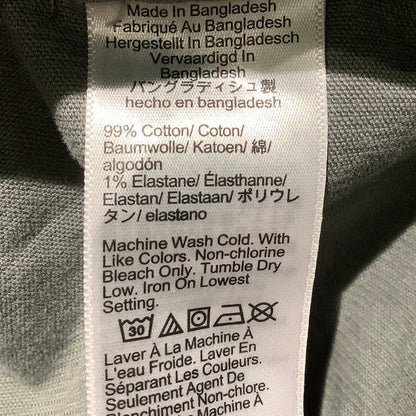 Made In Bangladesh
Fabriqué Au Bangladesh
Hergestellt In Bangladesch
Vervaardigd In
Bangladesh
バングラディシュ製
hecho en bangladesh
99% Cotton/ Coton/
Baumwolle/ Katoen/ 綿/
algodón
1% Elastane/ Élasthanne/
Elastan/ Elastaan/ ポリウレ
タン/ elastano
Machine Wash Cold. With
Like Colors. Non-chlorine
Bleach Only. Tumble Dry
Low. Iron On Lowest
Setting.
30
Laver À La Machine À
L'eau Froide. Laver En
Séparant Les Couleurs.
Seulement Agent De
Blanchiment Non-chlore.